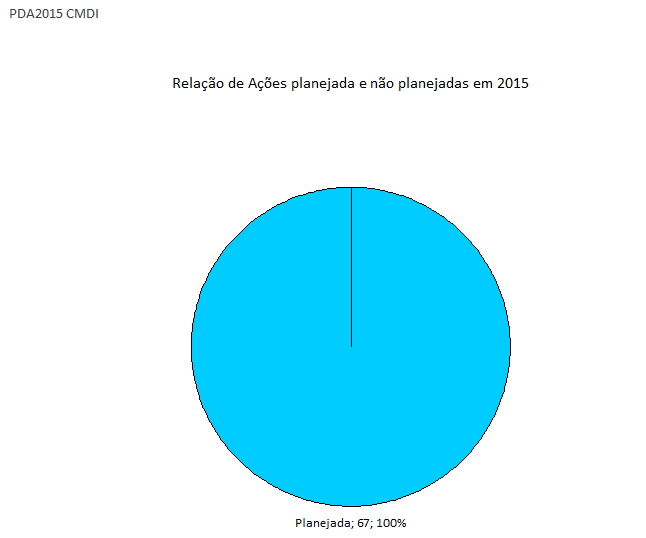 PDA2015 CMDI
Relação de Ações planejada e não planejadas em 2015
Planejada; 67; 100%